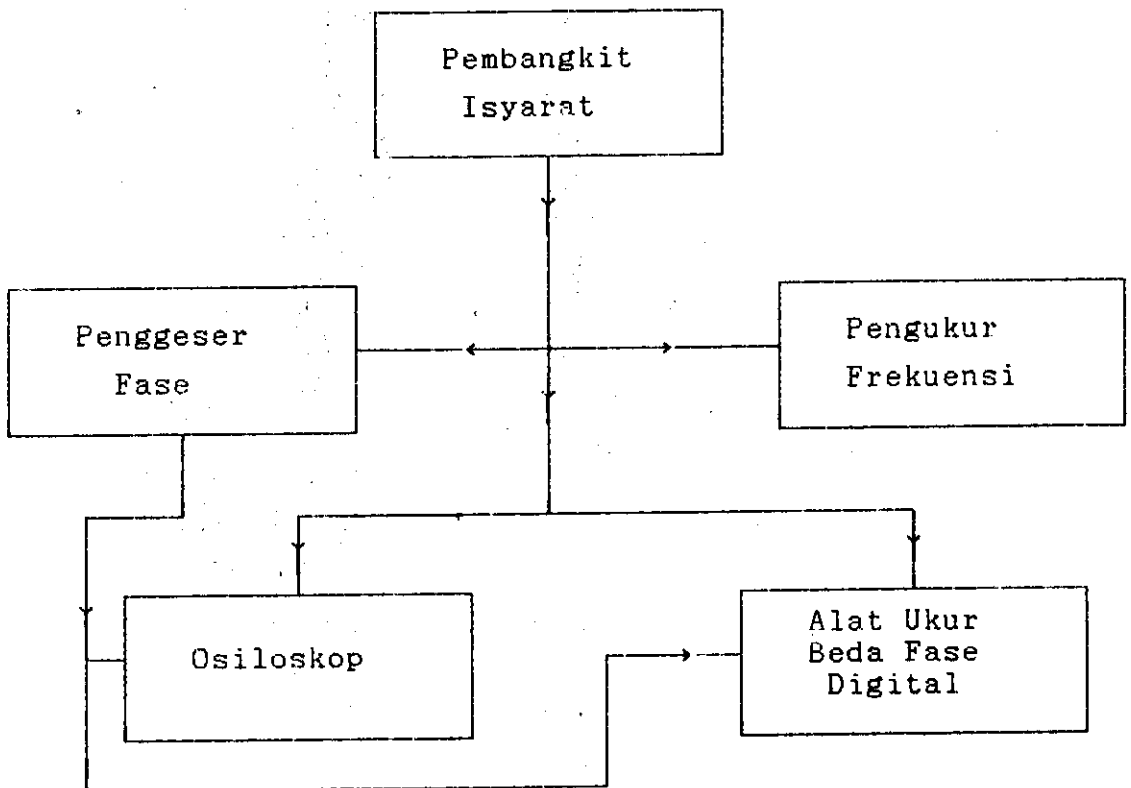 Pembangkit
Isyarat
Penggeser
Fase
Pengukur
Frekuensi
Osiloskop
Alat Ukur
Beda Fase
Digital